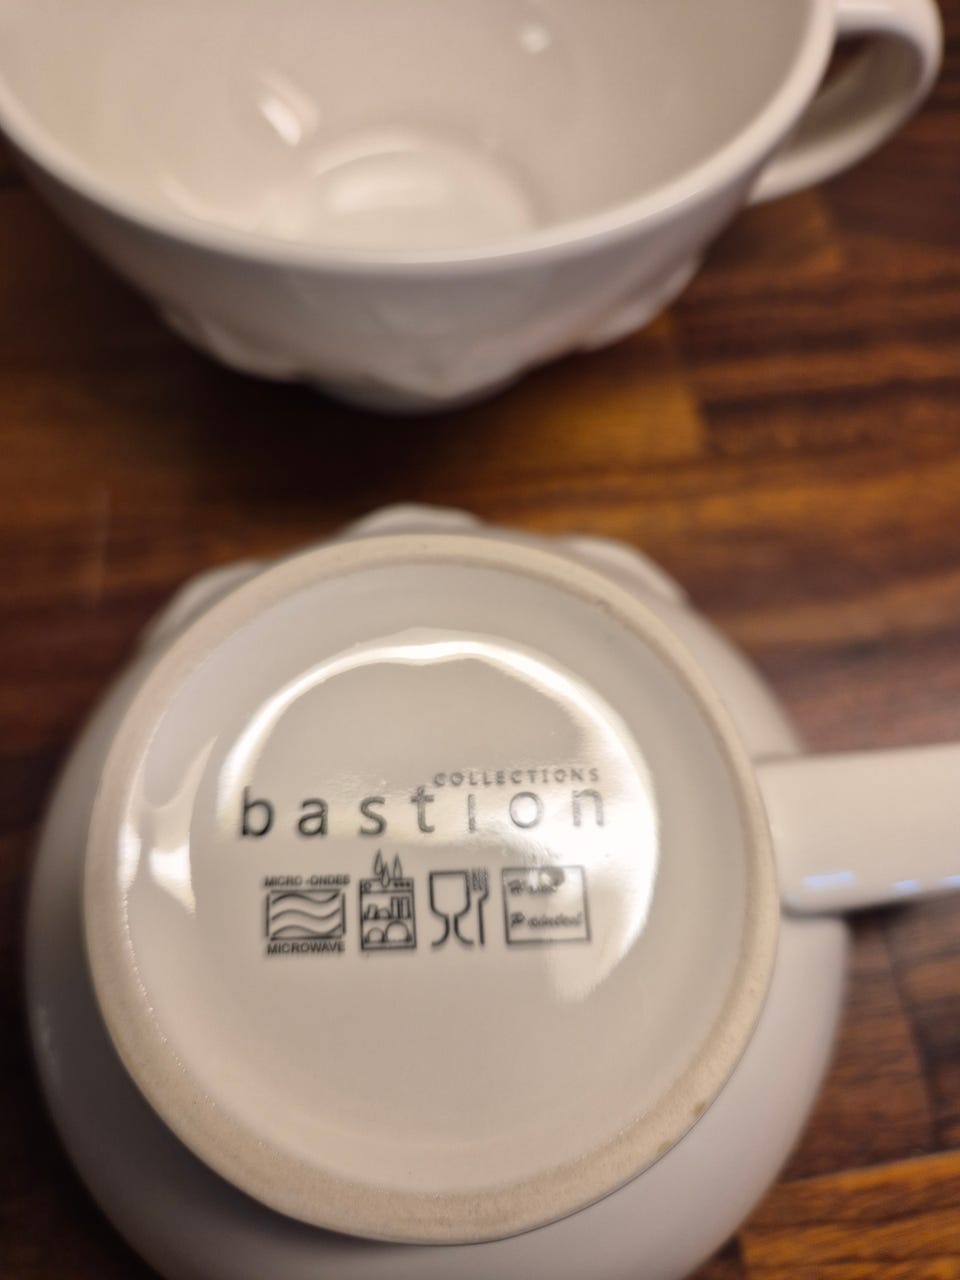 COLLECTIONS
bastion
MICRO-ONDES
MICROWAVE
Hand
Painted